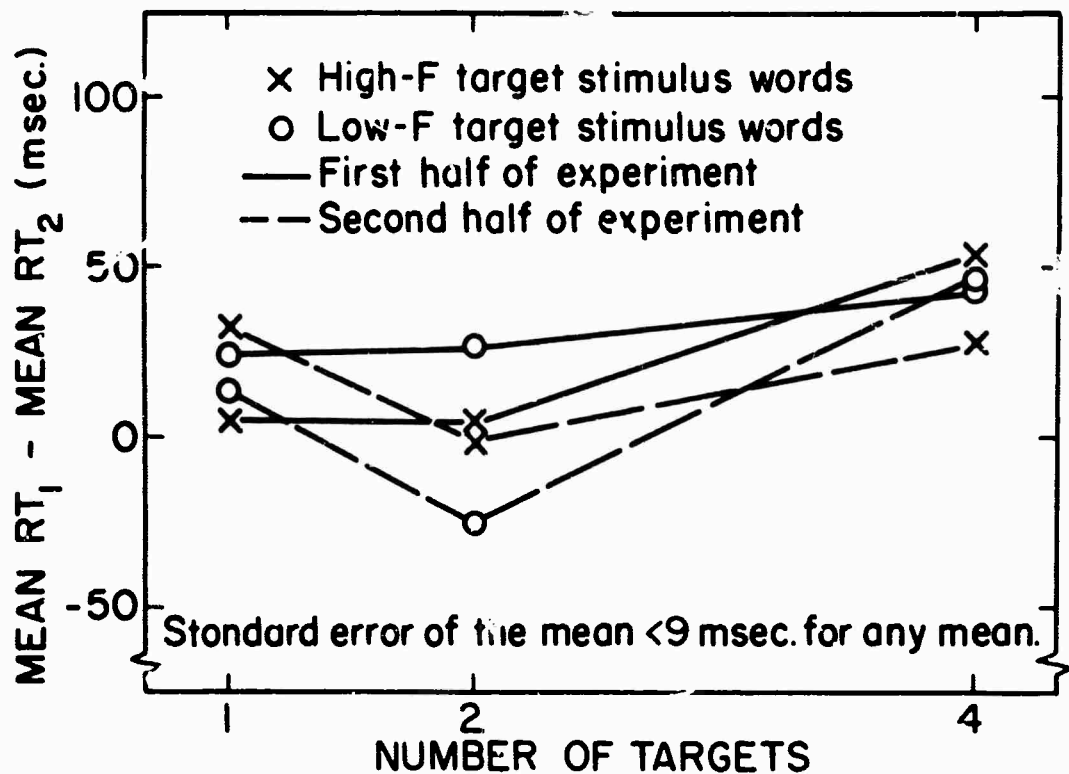 MEAN RT1 - MEAN RT2 (msec.)
100
50
0
-50
× High-F target stimulus words
o Low-F target stimulus words
First half of experiment
Second half of experiment
Stondard error of the mean <9 msec. for any mean.
1 2 4
NUMBER OF TARGETS